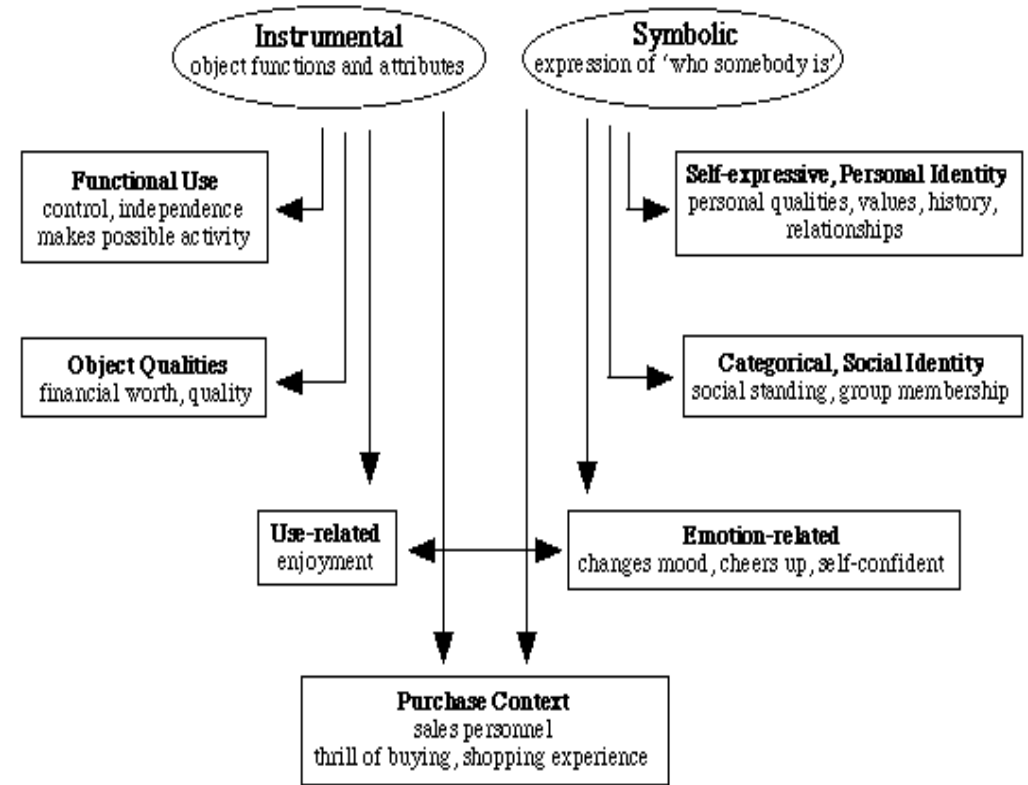 Instrumental
object functions and attributes
Symbolic
expression of 'who somebody is'
Functional Use
control, independence
makes possible activity
Self-expressive, Personal Identity
personal qualities, values, history,
relationships
Object Qualities
financial worth, quality
Categorical, Social Identity
social standing, group membership
Use-related
enjoyment
Emotion-related
changes mood, cheers up, self-confident
Purchase Context
sales personnel
thrill of buying, shopping experience